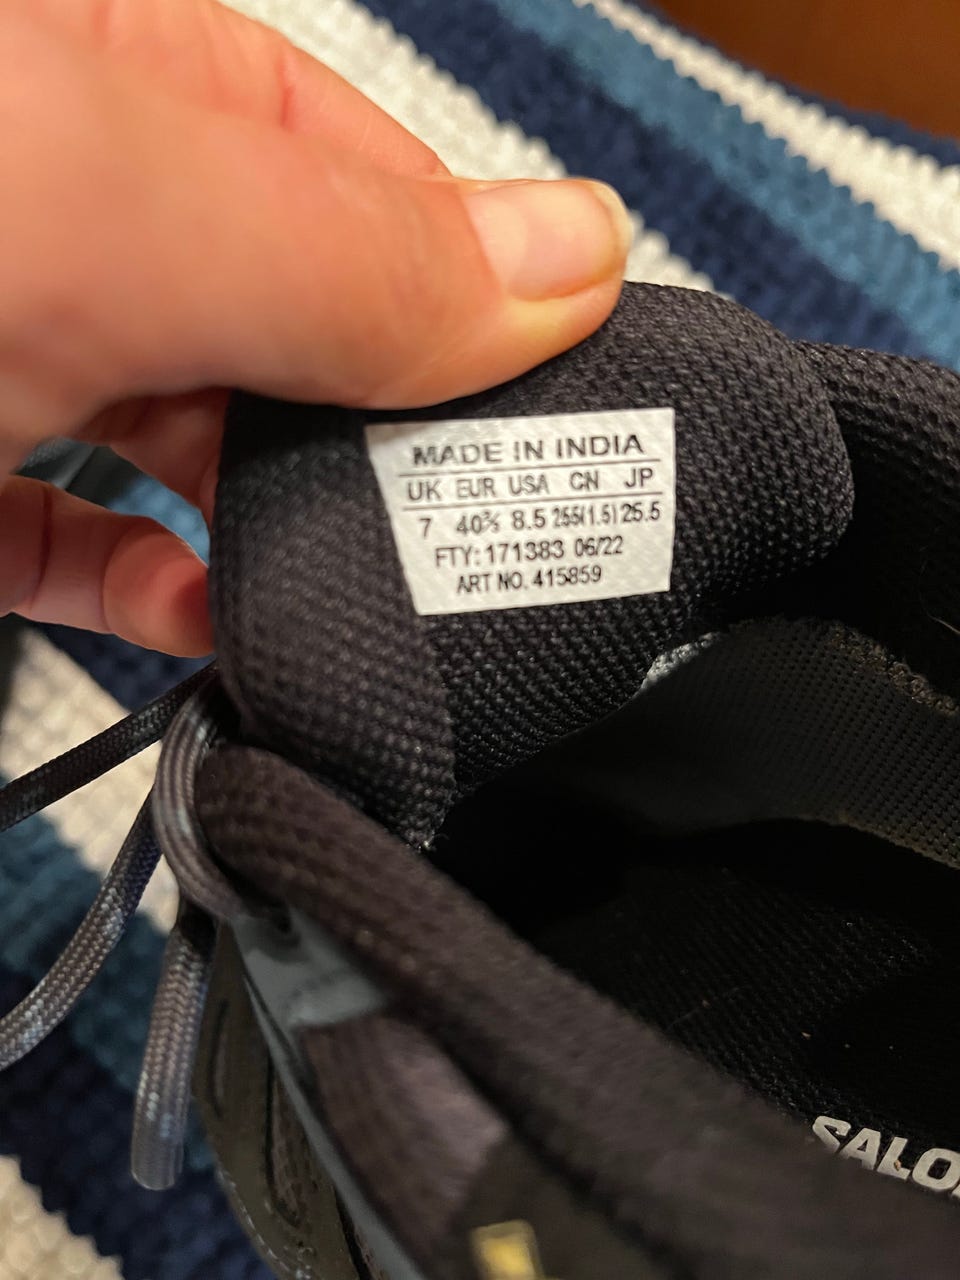 MADE IN INDIA
UK EUR USA CN JP
7 40⅔ 8.5 255(1.5) 25.5
FTY: 171383 06/22
ART NO. 415859
SALO